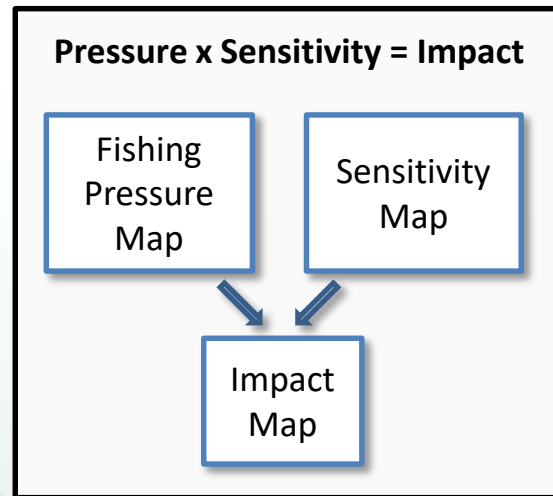 Pressure x Sensitivity = Impact
Fishing
Pressure
Map
Sensitivity
Map
Impact
Map